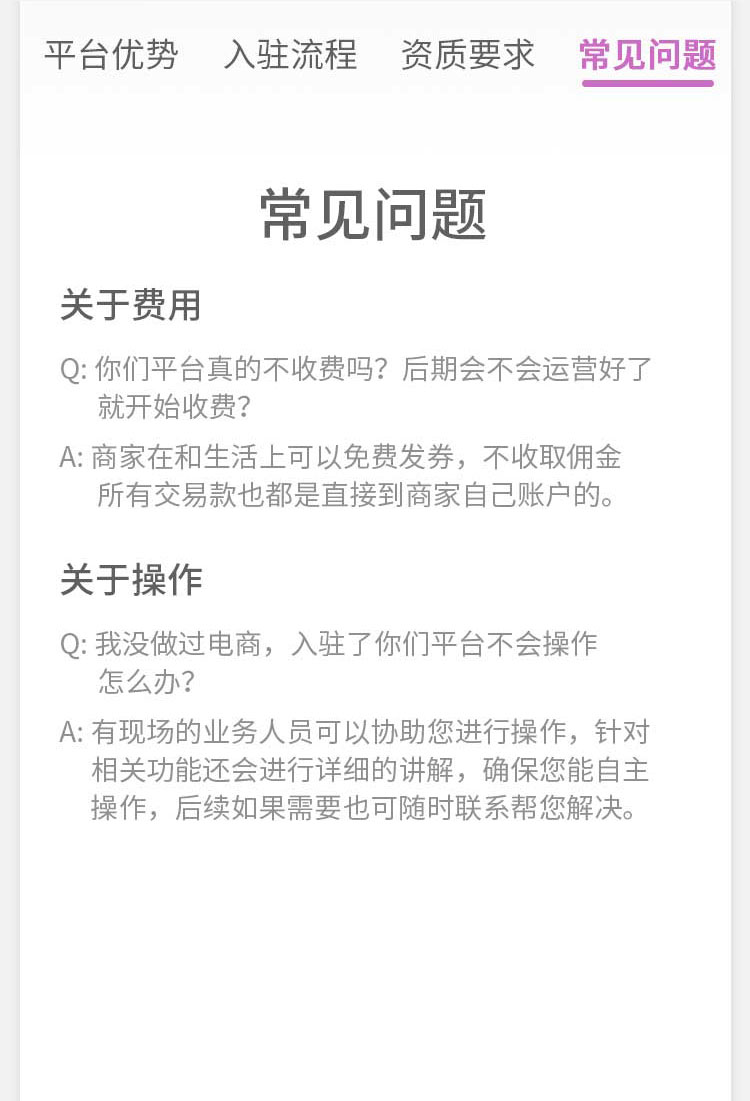 平台优势 入驻流程 资质要求 常见问题
常见问题
关于费用
Q: 你们平台真的不收费吗？后期会不会运营好了
就开始收费？
A: 商家在和生活上可以免费发券，不收取佣金
所有交易款也都是直接到商家自己账户的。
关于操作
Q: 我没做过电商，入驻了你们平台不会操作
怎么办？
A: 有现场的业务人员可以协助您进行操作，针对
相关功能还会进行详细的讲解，确保您能自主
操作，后续如果需要也可随时联系帮您解决。